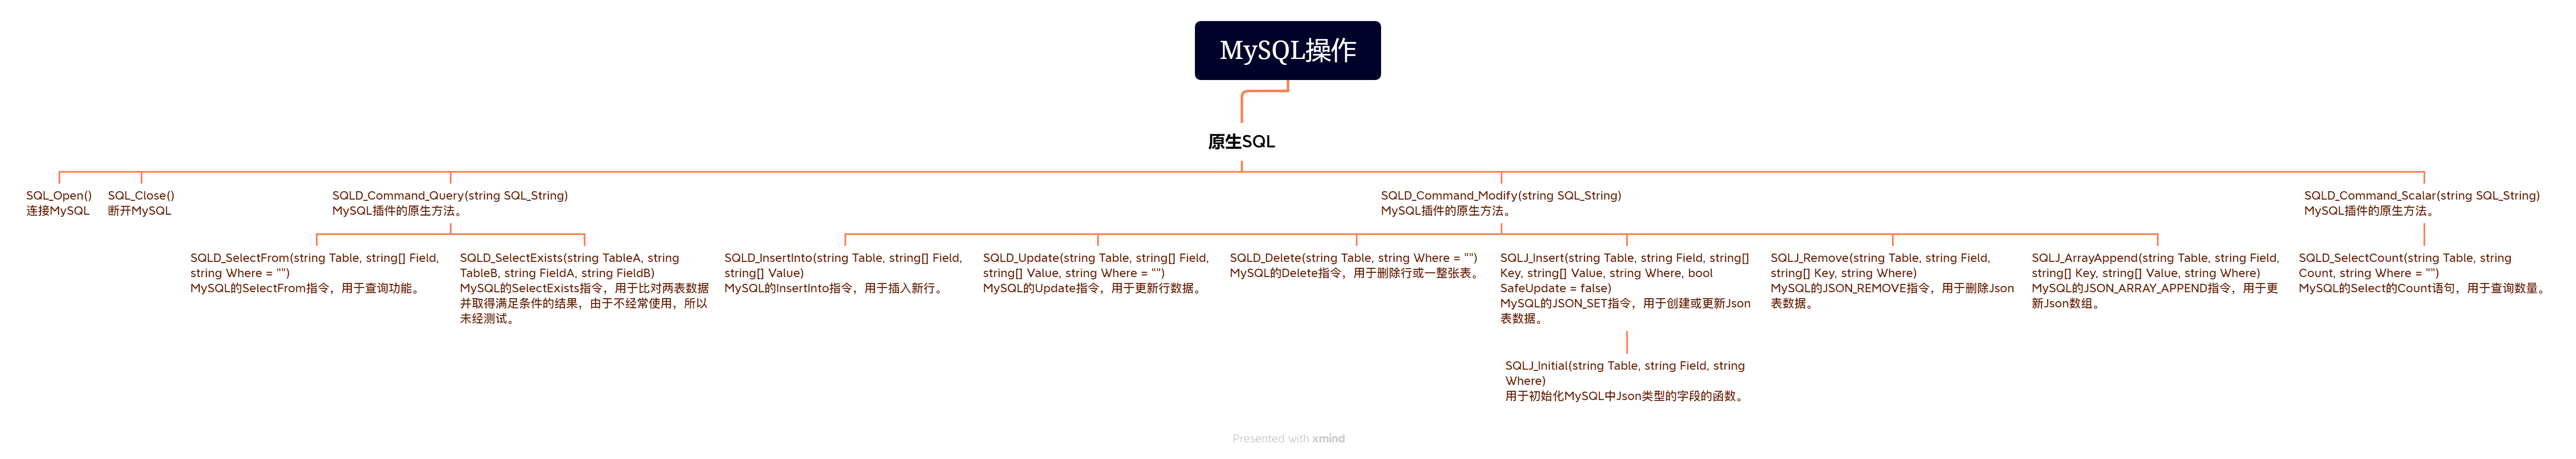 MySQL操作
原生SQL
SQL_Open()
连接MySQL
SQL_Close()
断开MySQL
SQLD_Command_Query(string SQL_String)
MySQL插件的原生方法。
SQLD_SelectFrom(string Table, string[] Field,
string Where = "")
MySQL的SelectFrom指令，用于查询功能。
SQLD_SelectExists(string TableA, string
TableB, string FieldA, string FieldB)
MySQL的SelectExists指令，用于比对两表数据
并取得满足条件的结果，由于不经常使用，所以
未经测试。
SQLD_Command_Modify(string SQL_String)
MySQL插件的原生方法。
SQLD_InsertInto(string Table, string[] Field,
string[] Value)
MySQL的InsertInto指令，用于插入新行。
SQLD_Update(string Table, string[] Field,
string[] Value, string Where = "")
MySQL的Update指令，用于更新行数据。
SQLD_Delete(string Table, string Where = "")
MySQL的Delete指令，用于删除行或一整张表。
SQLJ_Insert(string Table, string Field, string[]
Key, string[] Value, string Where, bool
SafeUpdate = false)
MySQL的JSON_SET指令，用于创建或更新Json
表数据。
SQLJ_Initial(string Table, string Field, string
Where)
用于初始化MySQL中Json类型的字段的函数。
SQLJ_Remove(string Table, string Field,
string[] Key, string Where)
MySQL的JSON_REMOVE指令，用于删除Json
表数据。
SQLJ_ArrayAppend(string Table, string Field,
string[] Key, string[] Value, string Where)
MySQL的JSON_ARRAY_APPEND指令，用于更
新Json数组。
SQLD_Command_Scalar(string SQL_String)
MySQL插件的原生方法。
SQLD_SelectCount(string Table, string
Count, string Where = "")
MySQL的Select的Count语句，用于查询数量。
Presented with xmind